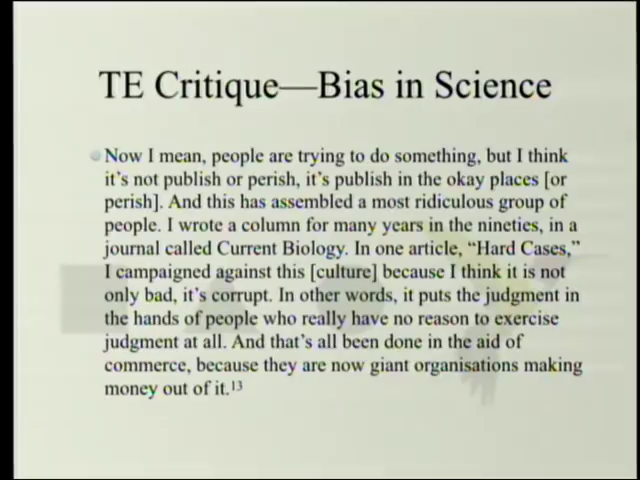 TE Critique—Bias in Science
Now I mean, people are trying to do something, but I think
it's not publish or perish, it's publish in the okay places [or
perish]. And this has assembled a most ridiculous group of
people. I wrote a column for many years in the nineties, in a
journal called Current Biology. In one article, “Hard Cases,”
I campaigned against this [culture] because I think it is not
only bad, it's corrupt. In other words, it puts the judgment in
the hands of people who really have no reason to exercise
judgment at all. And that's all been done in the aid of
commerce, because they are now giant organisations making
money out of it.13